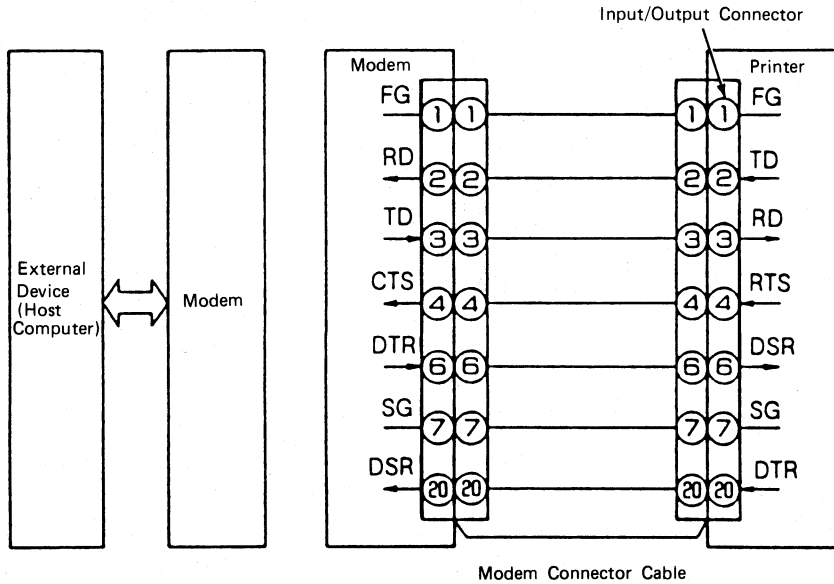 Input/Output Connector
Modem
Printer
FG 1 1 1 1 FG
RD 2 2 2 2 TD
TD 3 3 3 3 RD
CTS 4 4 4 4 RTS
DTR 6 6 6 6 DSR
SG 7 7 7 7 SG
DSR 20 20 20 20 DTR
External
Device
(Host
Computer)
Modem
Modem Connector Cable